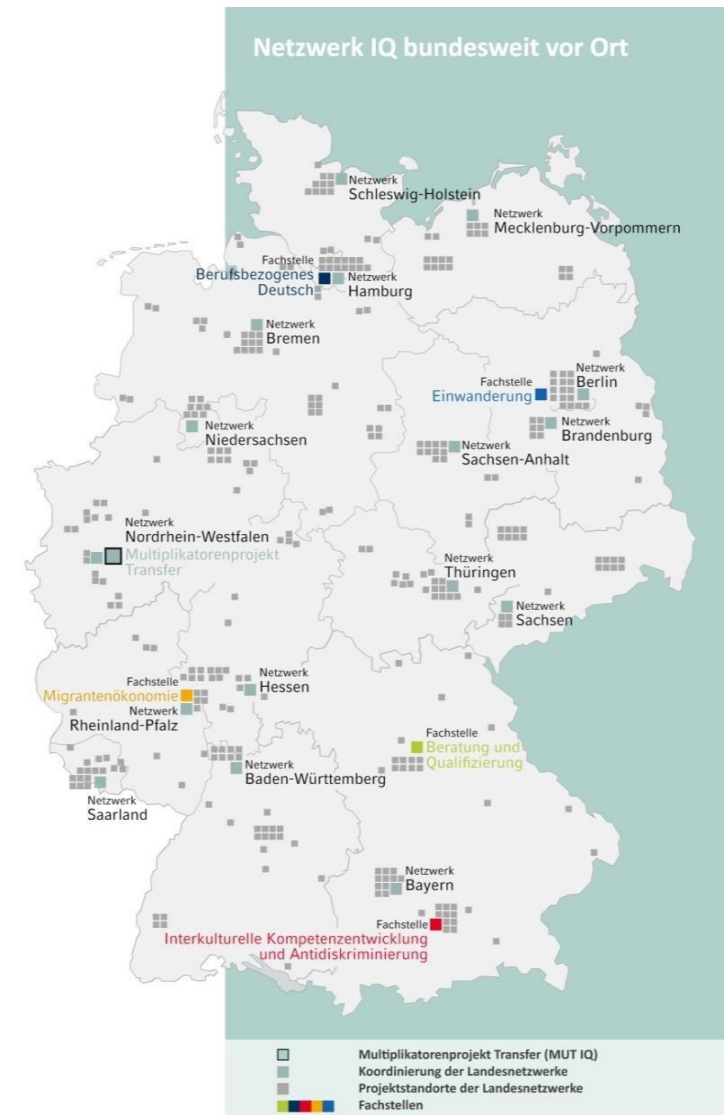 Netzwerk IQ bundesweit vor Ort
Netzwerk
Schleswig-Holstein
Netzwerk
Mecklenburg-Vorpommern
Fachstelle
Berufsbezogenes
Deutsch
Netzwerk
Hamburg
Netzwerk
Bremen
Netzwerk
Berlin
Fachstelle
Einwanderung
Netzwerk
Brandenburg
Netzwerk
Niedersachsen
Netzwerk
Sachsen-Anhalt
Netzwerk
Nordrhein-Westfalen
Multiplikatorenprojekt
Transfer
Netzwerk
Thüringen
Netzwerk
Sachsen
Netzwerk
Hessen
Fachstelle
Migrantenökonomie
Netzwerk
Rheinland-Pfalz
Fachstelle
Beratung und
Qualifizierung
Netzwerk
Baden-Württemberg
Netzwerk
Saarland
Netzwerk
Bayern
Fachstelle
Interkulturelle Kompetenzentwicklung
und Antidiskriminierung
Multiplikatorenprojekt Transfer (MUT IQ)
Koordinierung der Landesnetzwerke
Projektstandorte der Landesnetzwerke
Fachstellen